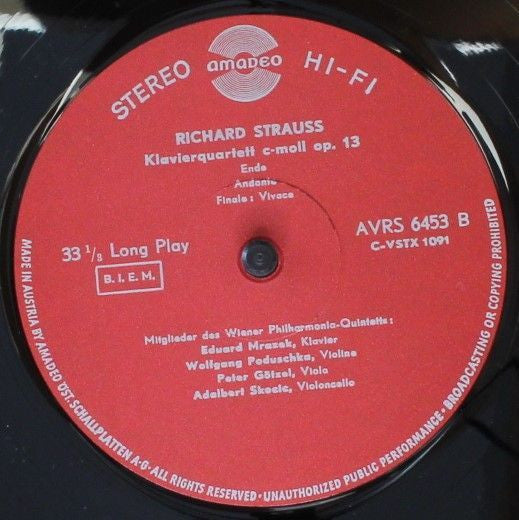 STEREO amadeo HI-FI
RICHARD STRAUSS
Klavierquartett c-moll op. 13
Ende
Andante
Finale: Vivace
33 1/3 Long Play
B. I. E. M.
AVRS 6453 B
C-VSTX 1091
Mitglieder des Wiener Philharmonia-Quintetts:
Eduard Mrazek, Klavier
Wolfgang Poduschka, Violine
Peter Götzel, Viola
Adalbert Skocic, Violoncello
MADE IN AUSTRIA BY AMADEO ÖST. SCHALLPLATTEN A·G· ALL RIGHTS RESERVED · UNAUTHORIZED PUBLIC PERFORMANCE · BROADCASTING OR COPYING PROHIBITED